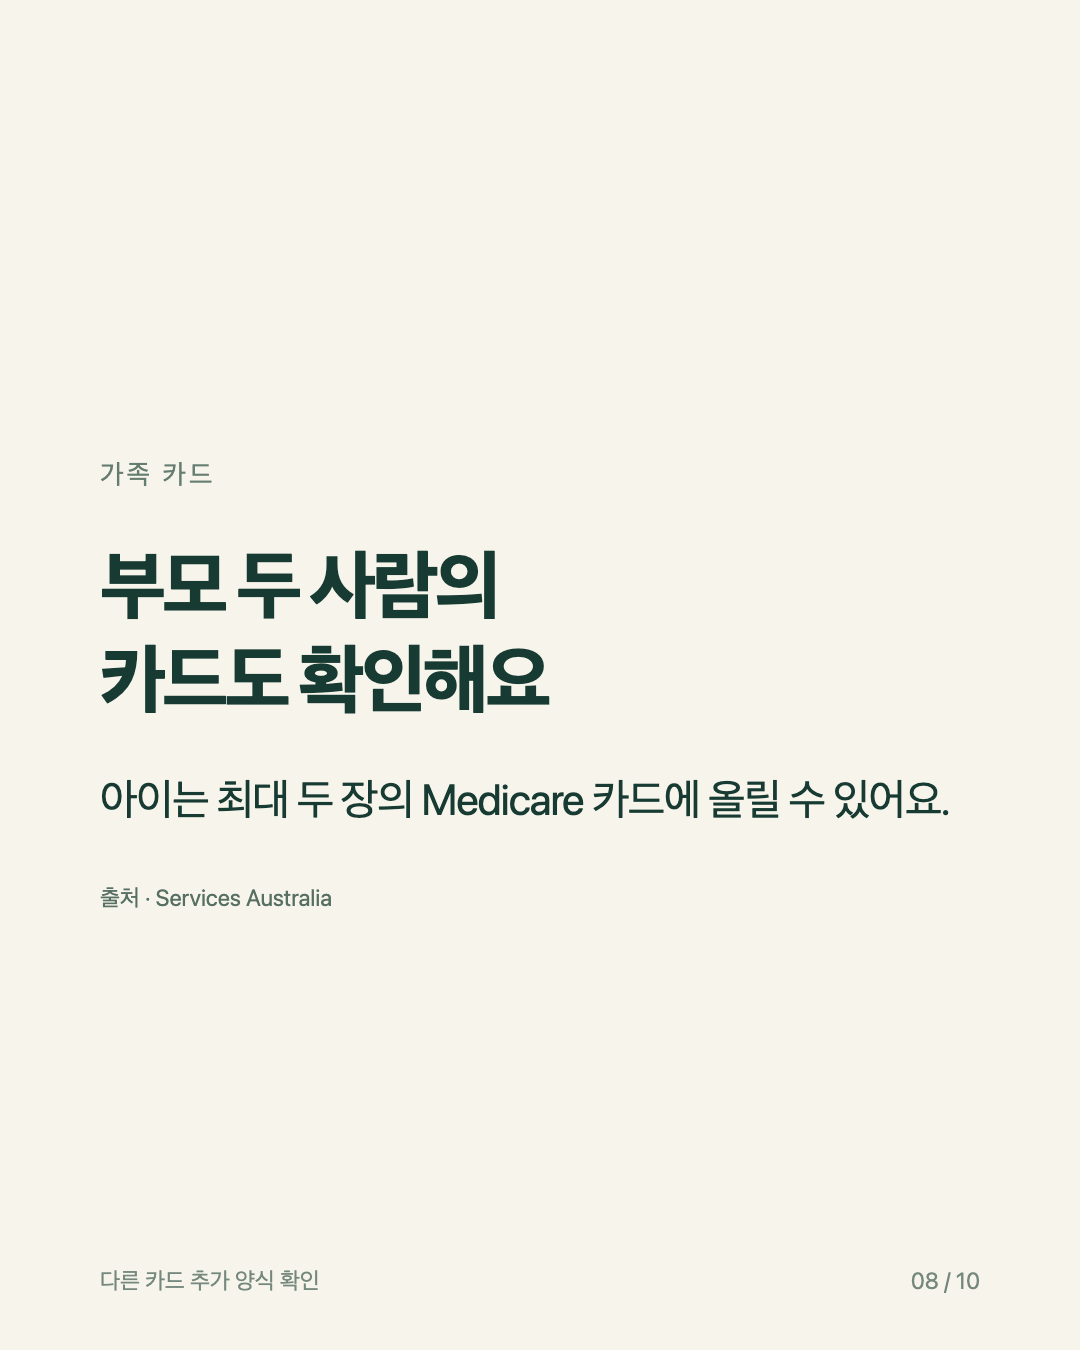 가족 카드
부모 두 사람의
카드도 확인해요
아이는 최대 두 장의 Medicare 카드에 올릴 수 있어요.
출처 · Services Australia
다른 카드 추가 양식 확인
08 / 10